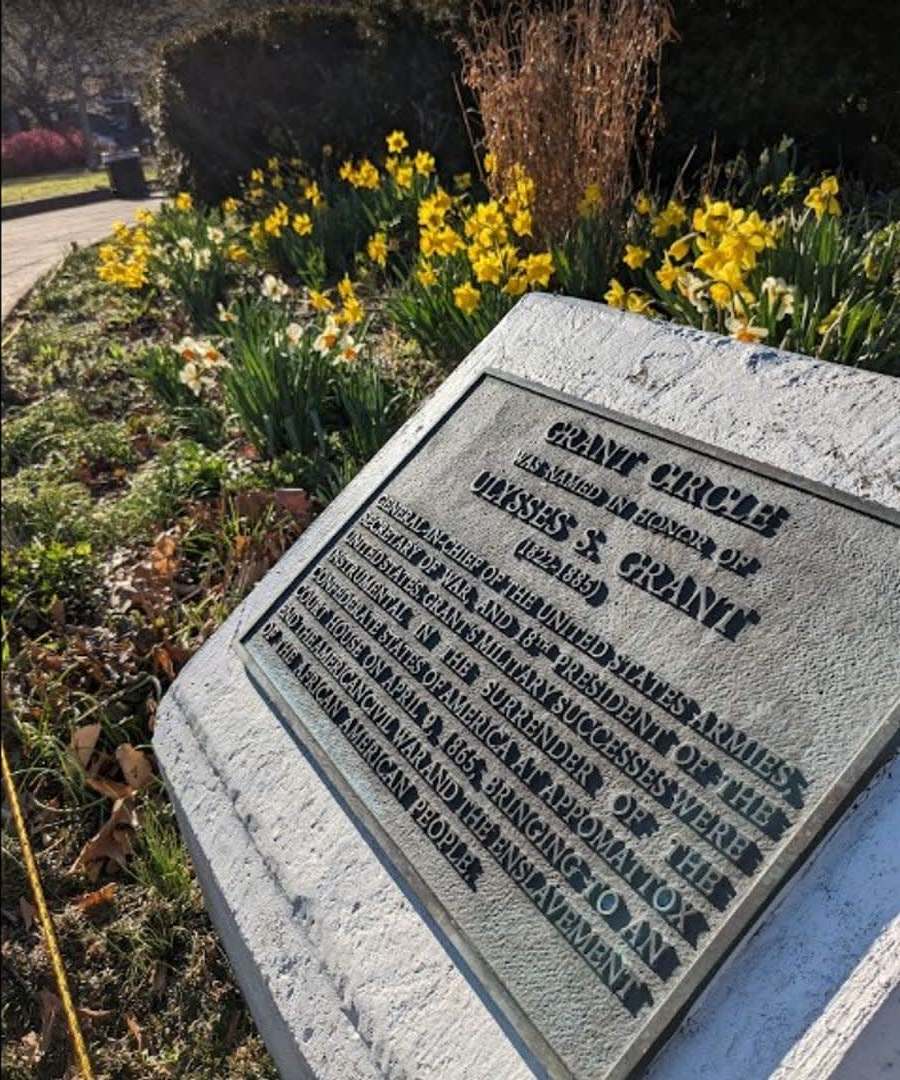 GRANT CIRCLE
WAS NAMED IN HONOR OF
ULYSSES S. GRANT
(1822-1885)
GENERAL-IN-CHIEF OF THE UNITED STATES ARMIES,
SECRETARY OF WAR, AND 18TH PRESIDENT OF THE
UNITED STATES. GRANT'S MILITARY SUCCESSES WERE
INSTRUMENTAL IN THE SURRENDER OF THE
CONFEDERATE STATES OF AMERICA AT APPOMATTOX
COURT HOUSE ON APRIL 9, 1865, BRINGING TO AN
END THE AMERICAN CIVIL WAR AND THE ENSLAVEMENT
OF THE AFRICAN AMERICAN PEOPLE.